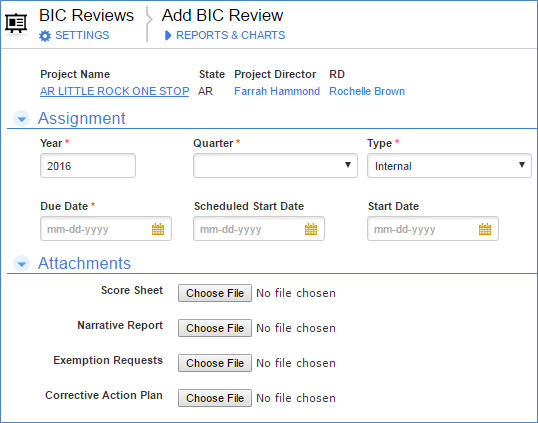 BIC Reviews Add BIC Review
SETTINGS REPORTS & CHARTS
Project Name State Project Director RD
AR LITTLE ROCK ONE STOP AR Farrah Hammond Rochelle Brown
Assignment
Year * Quarter * Type *
2016 Internal
Due Date * Scheduled Start Date Start Date
mm-dd-yyyy mm-dd-yyyy mm-dd-yyyy
Attachments
Score Sheet Choose File No file chosen
Narrative Report Choose File No file chosen
Exemption Requests Choose File No file chosen
Corrective Action Plan Choose File No file chosen